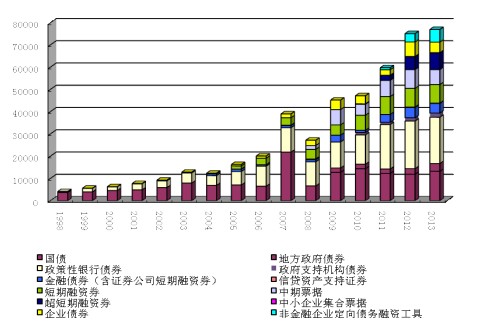 80000
70000
60000
50000
40000
30000
20000
10000
0
1998
1999
2000
2001
2002
2003
2004
2005
2006
2007
2008
2009
2010
2011
2012
2013
国债
地方政府债券
政策性银行债券
政府支持机构债券
金融债券（含证券公司短期融资券）
信贷资产支持证券
短期融资券
中期票据
超短期融资券
中小企业集合票据
企业债券
非金融企业定向债务融资工具